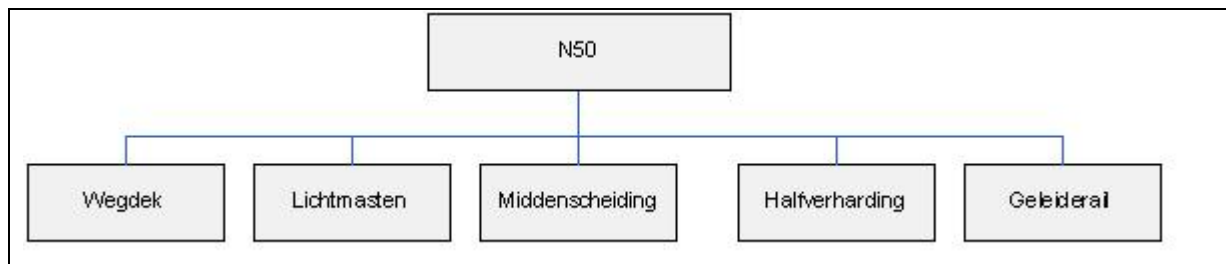 N50
Wegdek
Lichtmasten
Middenscheiding
Halfverharding
Geleiderail